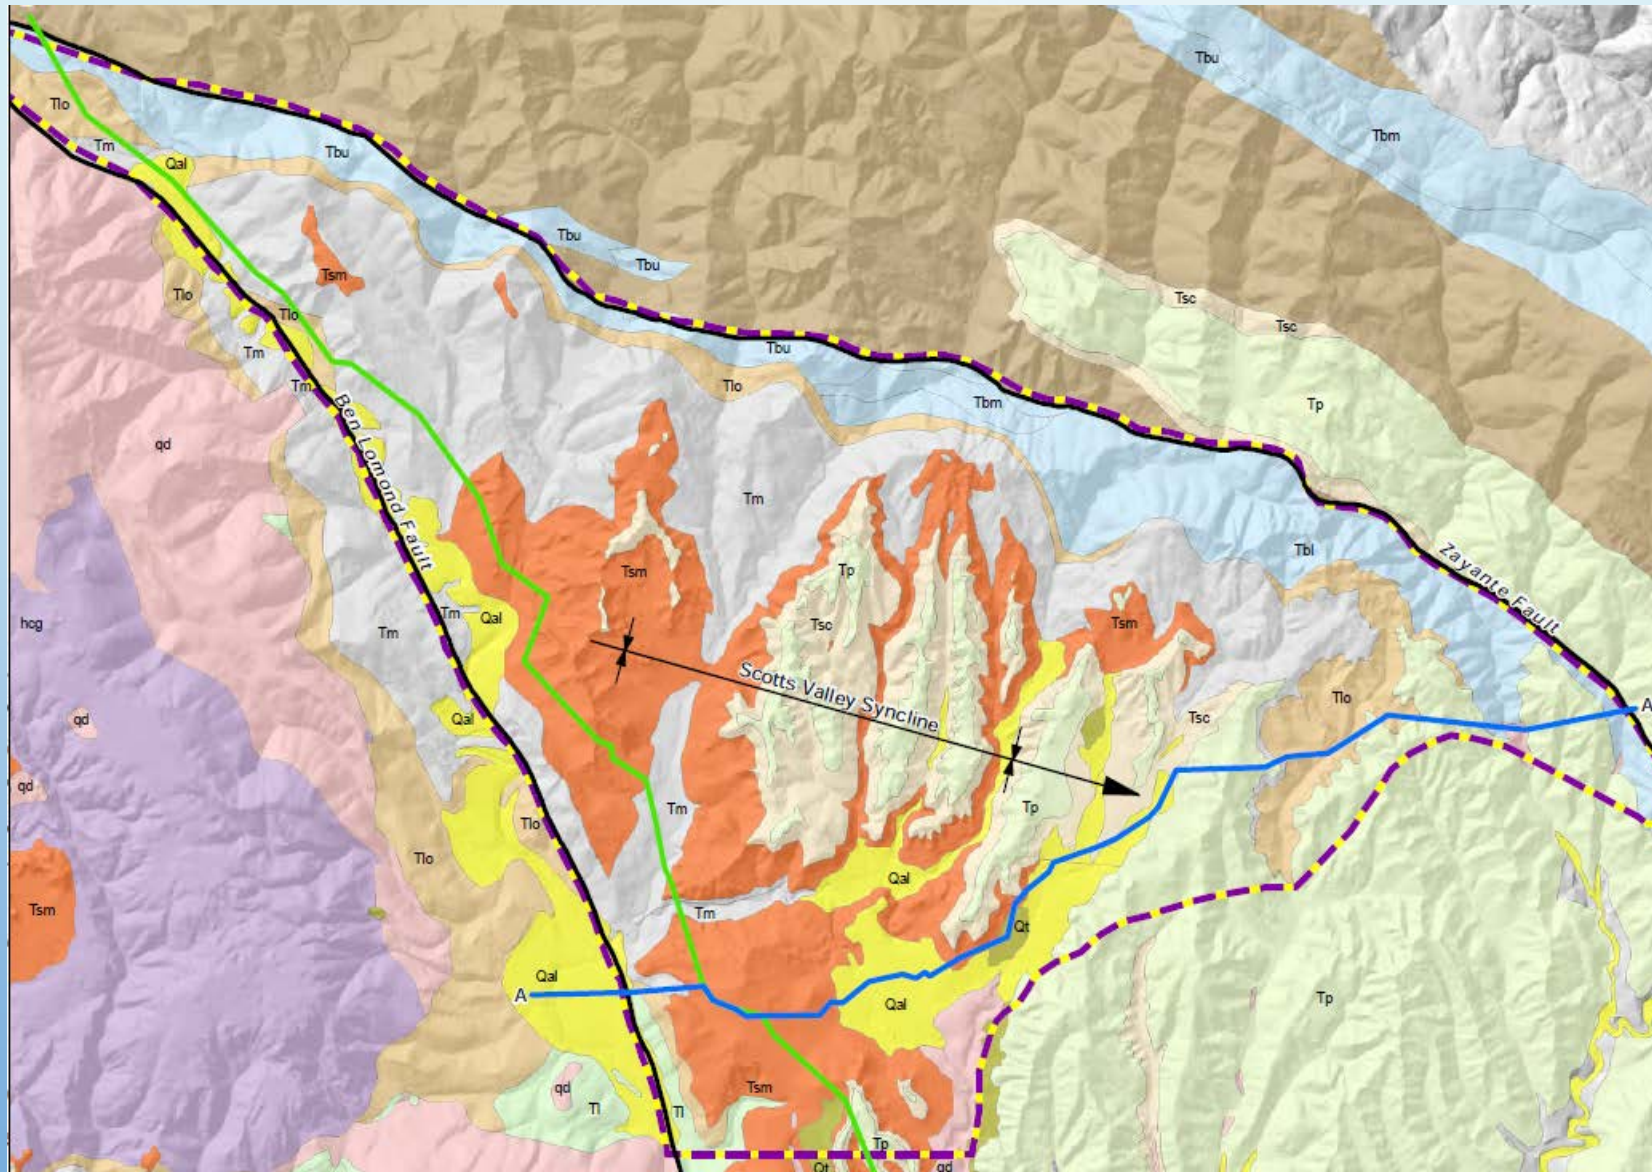 Tbu
Tlo
Tbm
Tm
Tbu
Qal
Tbu
Tbu
Tsm
Tlo
Tsc
Tlo
Tsc
Tbu
Tm
Tm
Tlo
Tbm
Tp
Ben Lomond Fault
qd
Tm
Tbl
Zayante Fault
Tsm
Tp
Tm
Qal
hcg
Tm
Tsc
Tsm
Scotts Valley Syncline
Tlo
A
qd
Qal
Tsc
qd
Tm
Tp
Tlo
Tlo
Qal
Tsm
Tm
Qt
Qal
A
Qal
Tp
qd
Tsm
Tl
Tl
Tp
Qt
qd